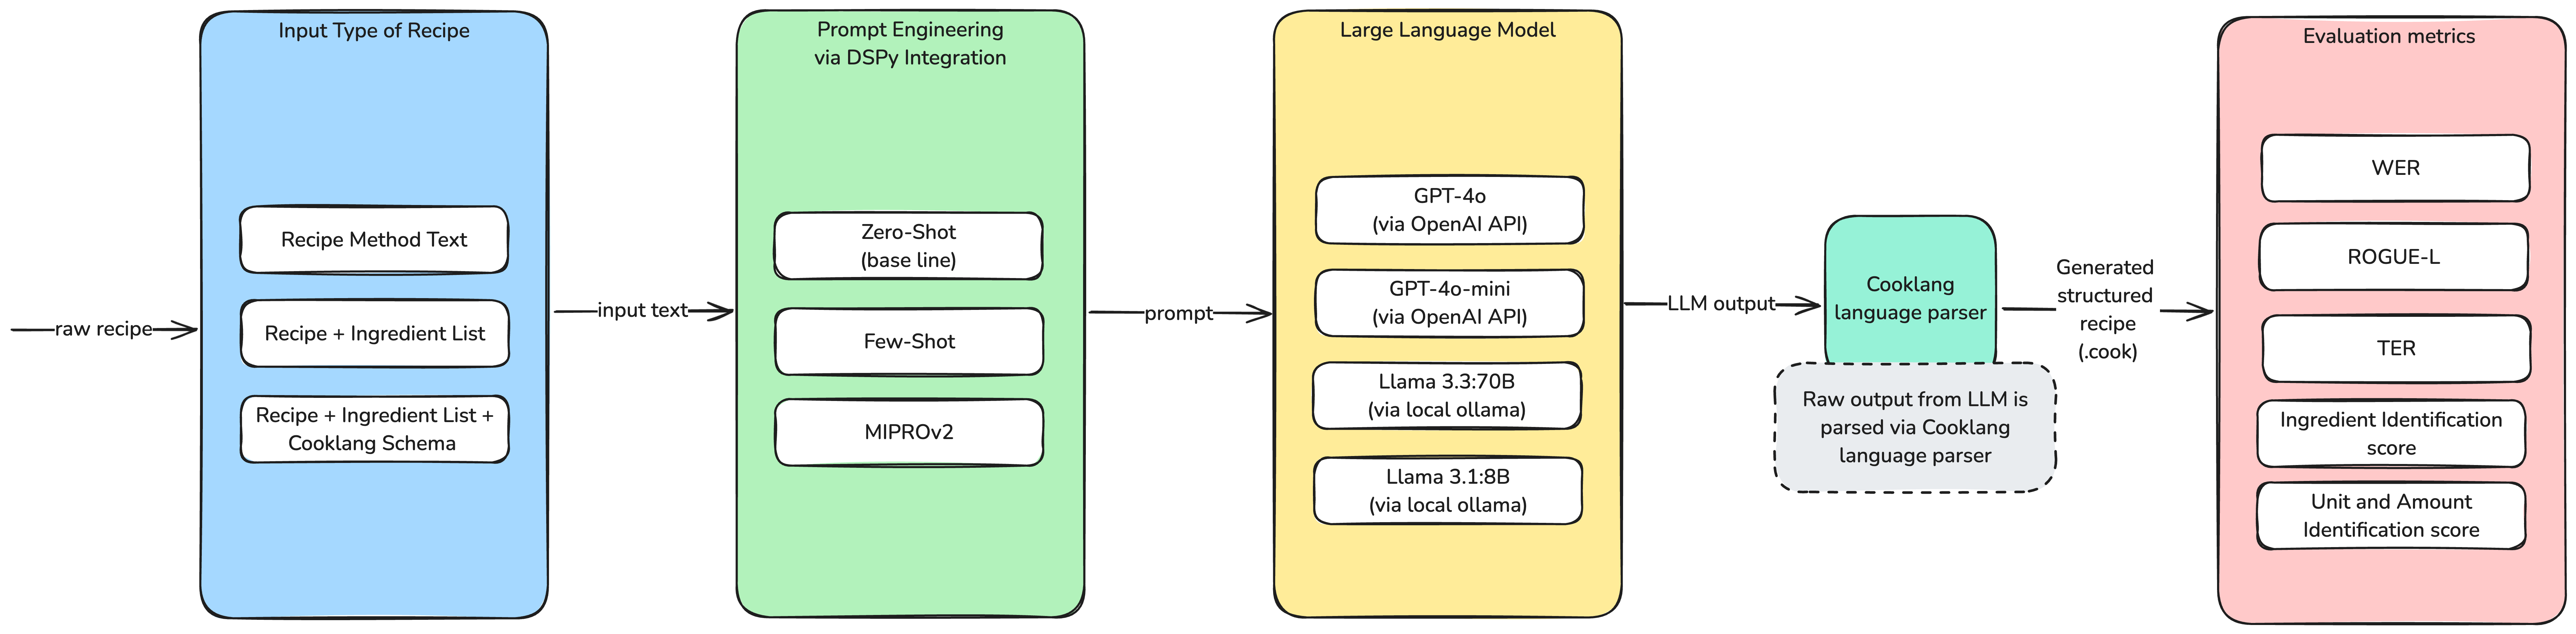 raw recipe
Input Type of Recipe
Recipe Method Text
Recipe + Ingredient List
Recipe + Ingredient List +
Cooklang Schema
input text
Prompt Engineering
via DSPy Integration
Zero-Shot
(base line)
Few-Shot
MIPROv2
prompt
Large Language Model
GPT-4o
(via OpenAI API)
GPT-4o-mini
(via OpenAI API)
Llama 3.3:70B
(via local ollama)
Llama 3.1:8B
(via local ollama)
LLM output
Cooklang
language parser
Raw output from LLM is
parsed via Cooklang
language parser
Generated
structured
recipe
(.cook)
Evaluation metrics
WER
ROGUE-L
TER
Ingredient Identification
score
Unit and Amount
Identification score